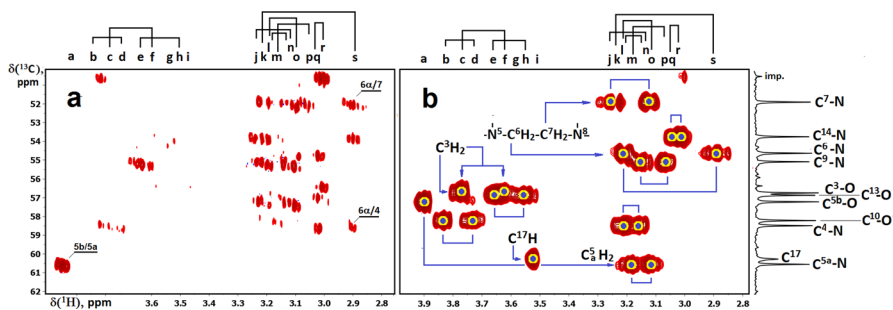 l n r
a b c d e f g h i j k m o p q s
δ(¹³C), ppm
a
6α/7
6α/4
5b/5a
52
53
54
55
56
57
58
59
60
61
62
δ(¹H), ppm 3.6 3.5 3.4 3.3 3.2 3.1 3.0 2.9 2.8
l n r
a b c d e f g h i j k m o p q s
b
-N⁵-C⁶H₂-C⁷H₂-N⁸-
C³H₂
C¹⁷H
C⁵ₐH₂
3.9 3.8 3.7 3.6 3.5 3.4 3.3 3.2 3.1 3.0 2.9 2.8
imp.
C⁷-N
C¹⁴-N
C⁶-N
C⁹-N
C³-O
C¹³-O
C⁵ᵇ-O
C¹⁰-O
C⁴-N
C¹⁷
C⁵ᵃ-N